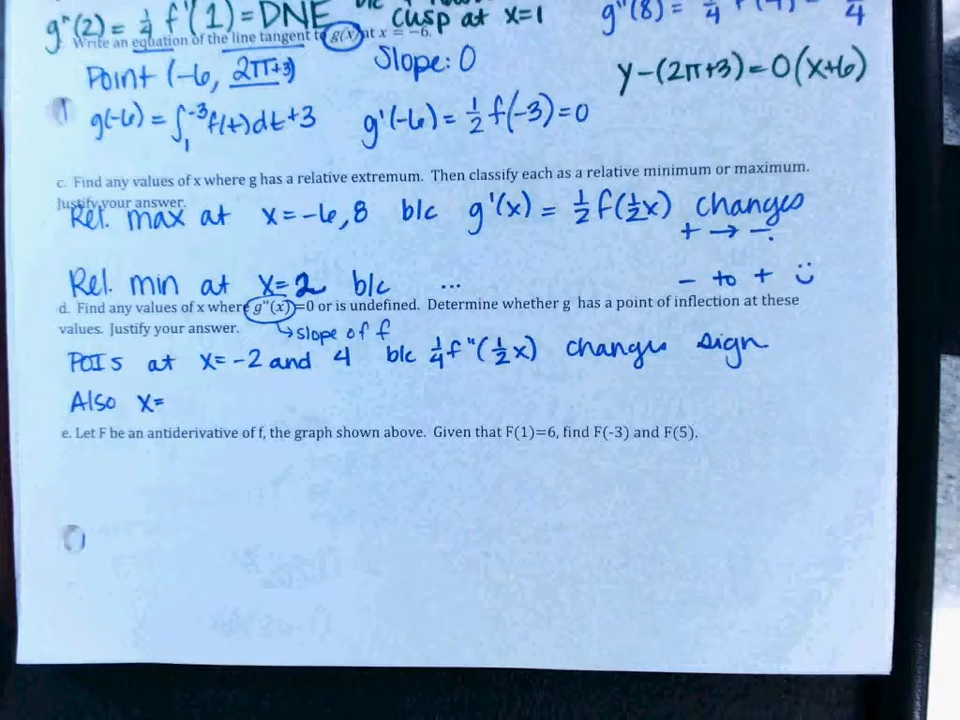 g"(2) = 1/4 f'(1) = DNE b/c cusp at x=1 g"(8) =
Write an equation of the line tangent to g(x) at x = -6.
Point (-6, 2π+3) Slope: 0 y-(2π+3)=0(x+6)
g(-6) = ∫₁⁻³ f(t)dt+3 g'(-6) = 1/2 f(-3)=0
c. Find any values of x where g has a relative extremum. Then classify each as a relative minimum or maximum.
Justify your answer.
Rel. max at x=-6,8 b/c g'(x) = 1/2 f(1/2x) changes
+ → -.
Rel. min at x=2 b/c ... - to +
d. Find any values of x where g"(x)=0 or is undefined. Determine whether g has a point of inflection at these
values. Justify your answer.
↳slope of f
POIs at x=-2 and 4 b/c 1/4f"(1/2x) changes sign
Also x=
e. Let F be an antiderivative of f, the graph shown above. Given that F(1)=6, find F(-3) and F(5).